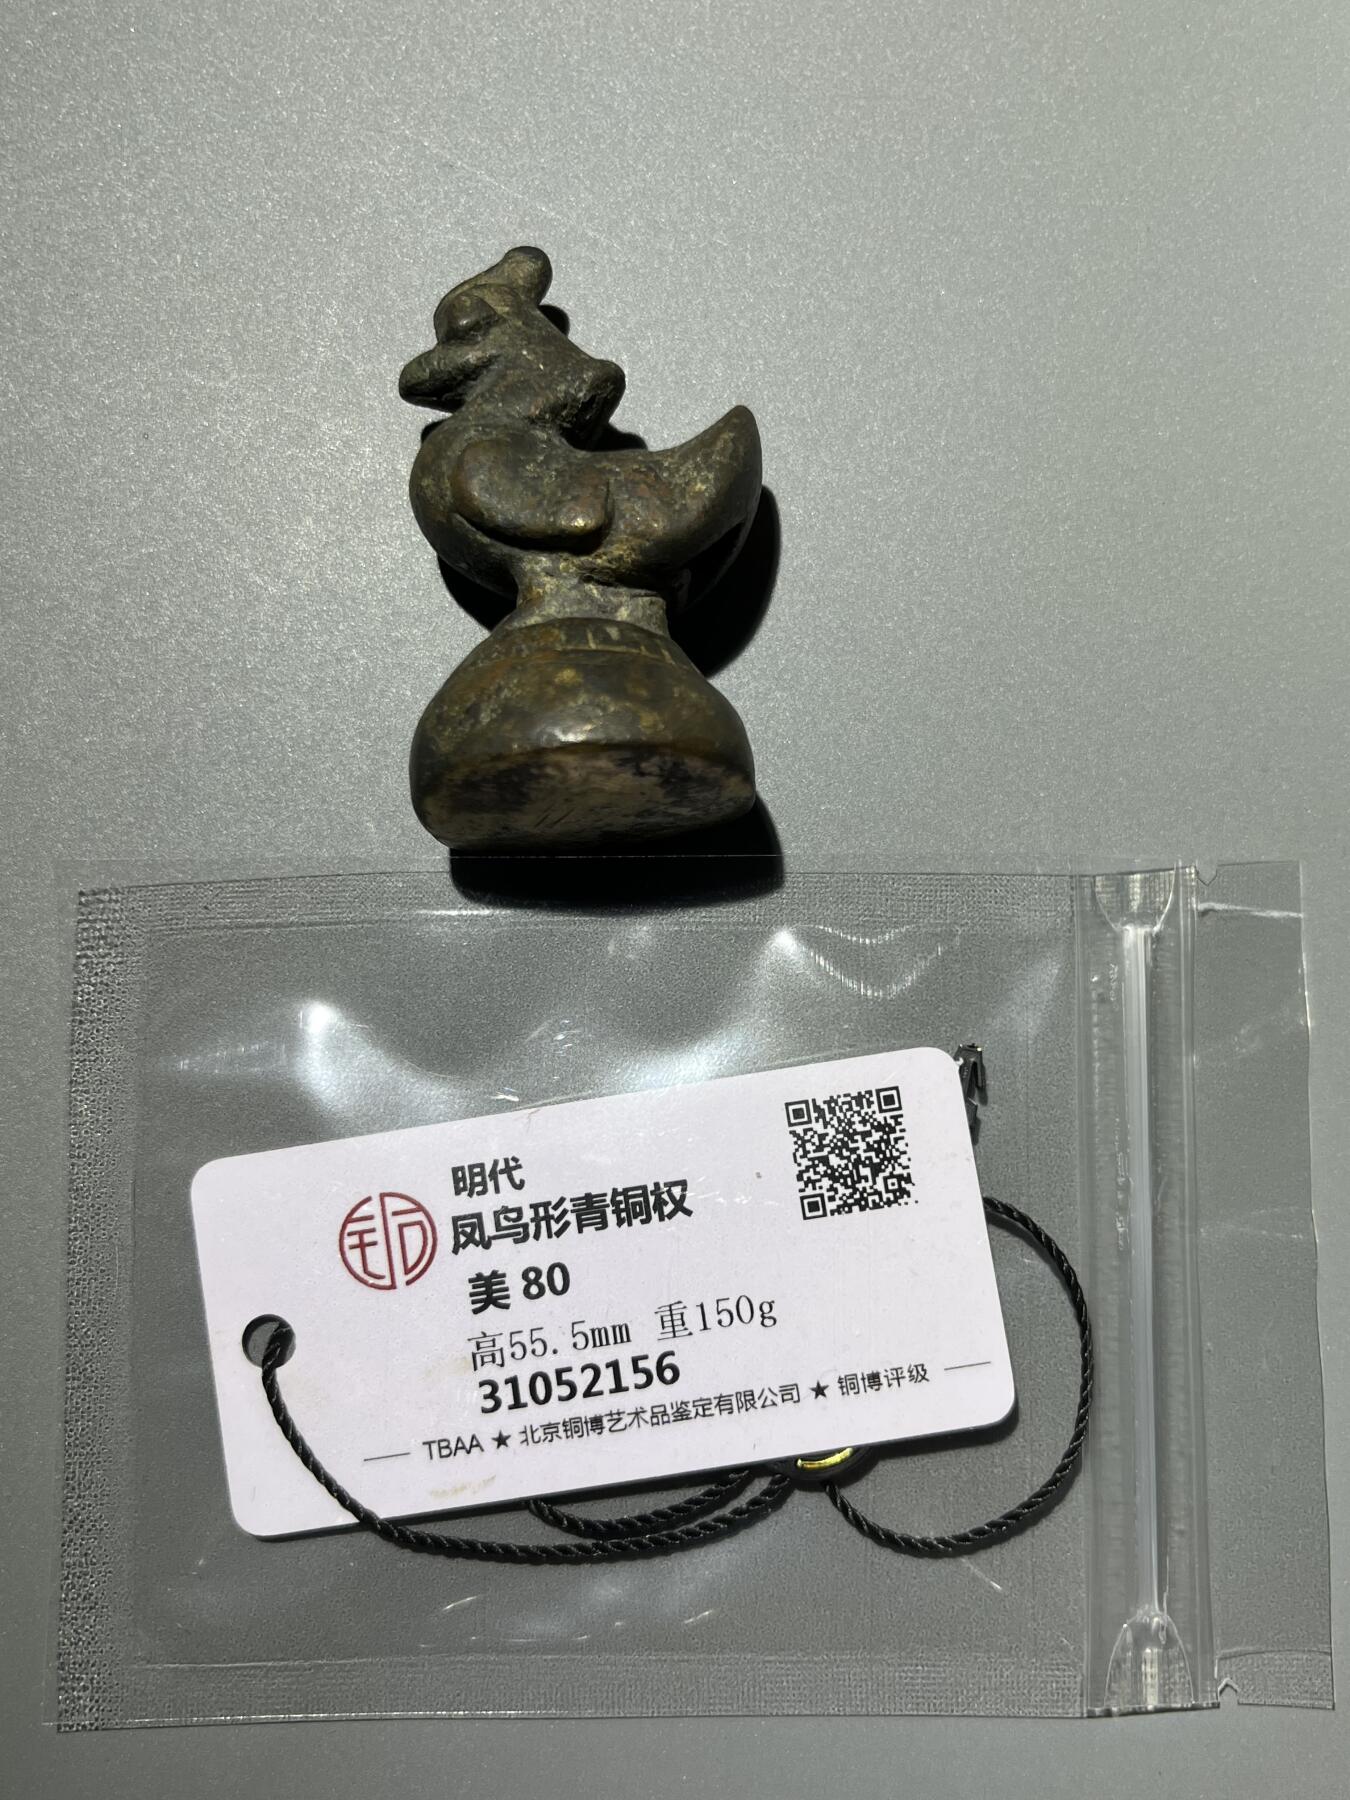 明代
凤鸟形青铜权
美 80
高55.5mm 重150g
31052156
TBAA ★ 北京铜博艺术品鉴定有限公司 ★ 铜博评级